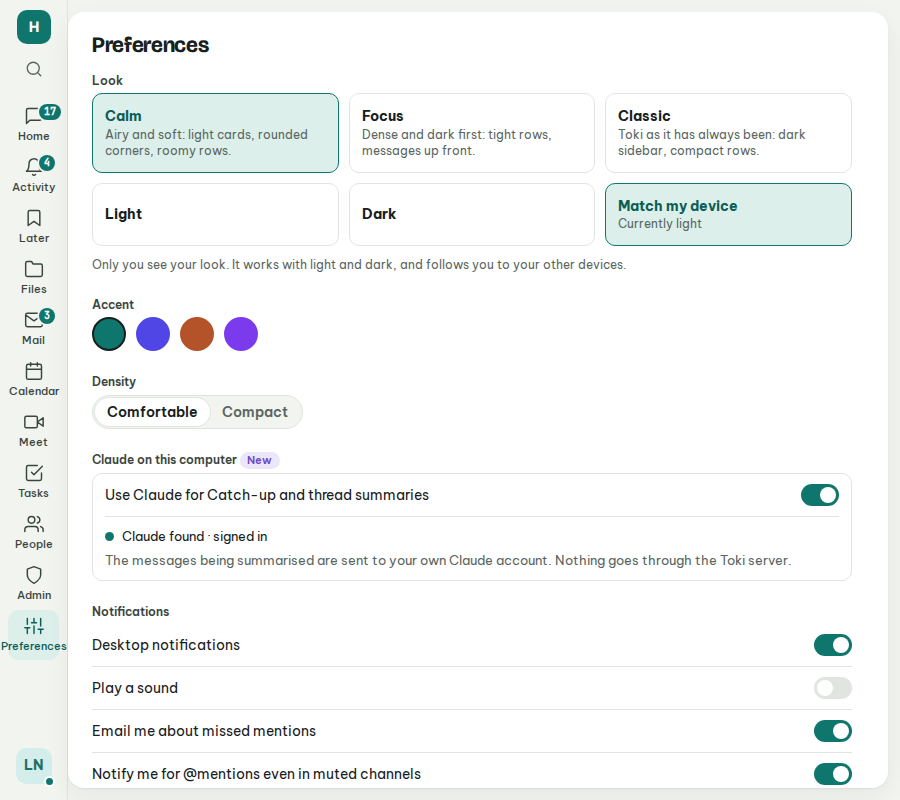 H
17
Home
4
Activity
Later
Files
3
Mail
Calendar
Meet
Tasks
People
Admin
Preferences
LN
Preferences
Look
Calm
Airy and soft: light cards, rounded
corners, roomy rows.
Focus
Dense and dark first: tight rows,
messages up front.
Classic
Toki as it has always been: dark
sidebar, compact rows.
Light
Dark
Match my device
Currently light
Only you see your look. It works with light and dark, and follows you to your other devices.
Accent
Density
Comfortable
Compact
Claude on this computer New
Use Claude for Catch-up and thread summaries
Claude found · signed in
The messages being summarised are sent to your own Claude account. Nothing goes through the Toki server.
Notifications
Desktop notifications
Play a sound
Email me about missed mentions
Notify me for @mentions even in muted channels